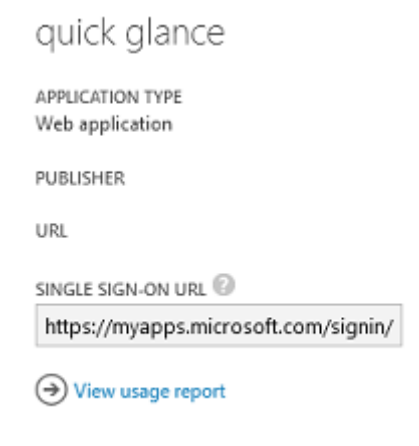 quick glance
APPLICATION TYPE
Web application
PUBLISHER
URL
SINGLE SIGN-ON URL ?
https://myapps.microsoft.com/signin/
View usage report